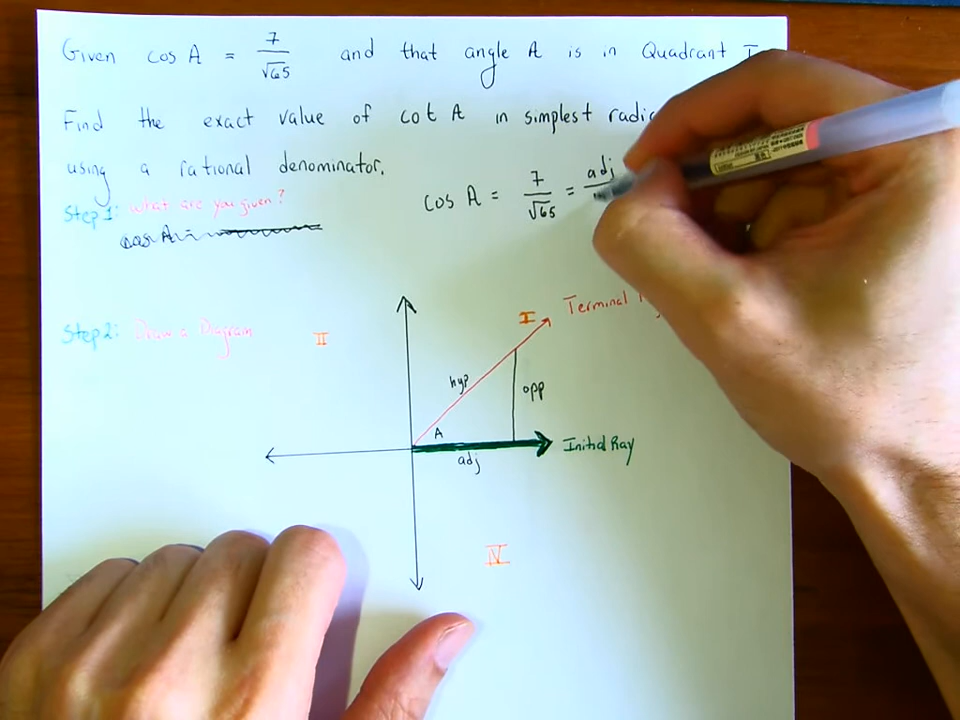 Given cos A = 7/√65 and that angle A is in Quadrant I
Find the exact value of cot A in simplest radic
using a rational denominator.
Step 1: What are you given?
cos A = 7/√65 = adj
Step 2: Draw a Diagram
II
I
Terminal
hyp
opp
A
adj
Initial Ray
IV